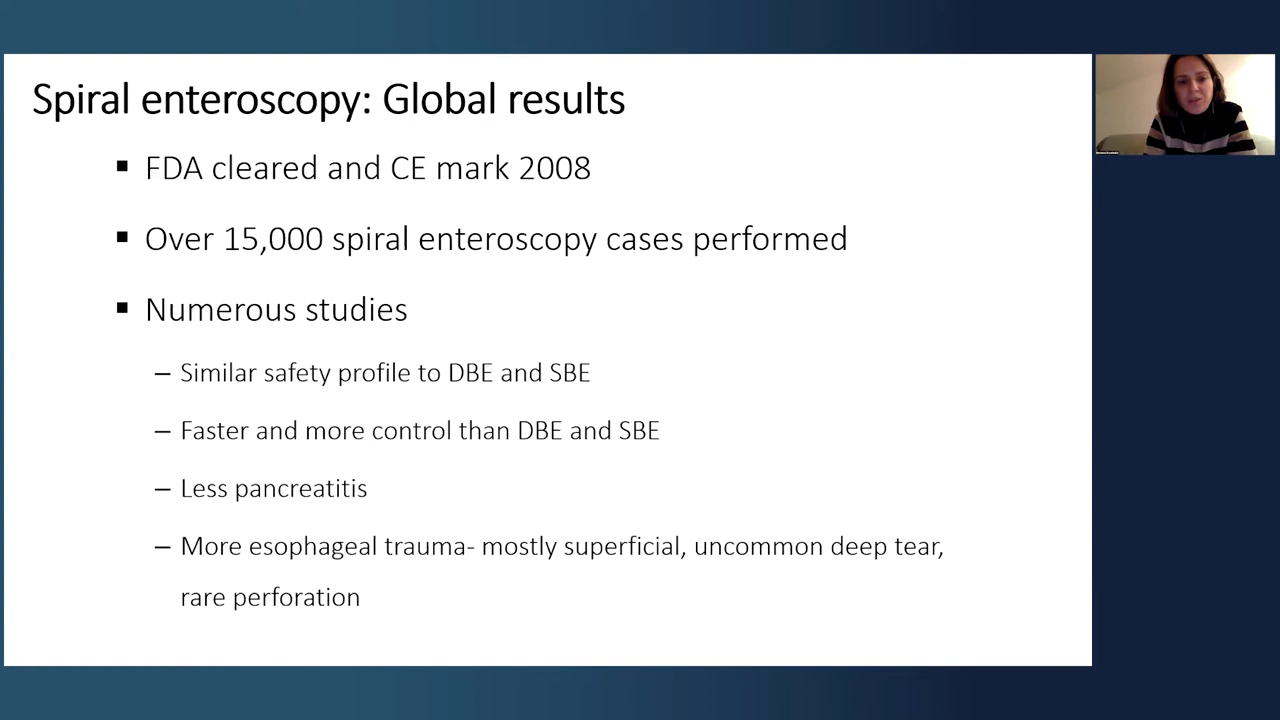 Spiral enteroscopy: Global results
▪ FDA cleared and CE mark 2008
▪ Over 15,000 spiral enteroscopy cases performed
▪ Numerous studies
– Similar safety profile to DBE and SBE
– Faster and more control than DBE and SBE
– Less pancreatitis
– More esophageal trauma- mostly superficial, uncommon deep tear,
rare perforation